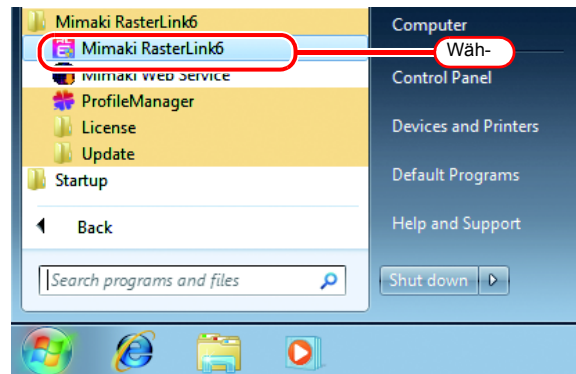 Mimaki RasterLink6
Mimaki RasterLink6
Mimaki Web Service
ProfileManager
License
Update
Startup
Back
Search programs and files
Computer
Wäh-
Control Panel
Devices and Printers
Default Programs
Help and Support
Shut down